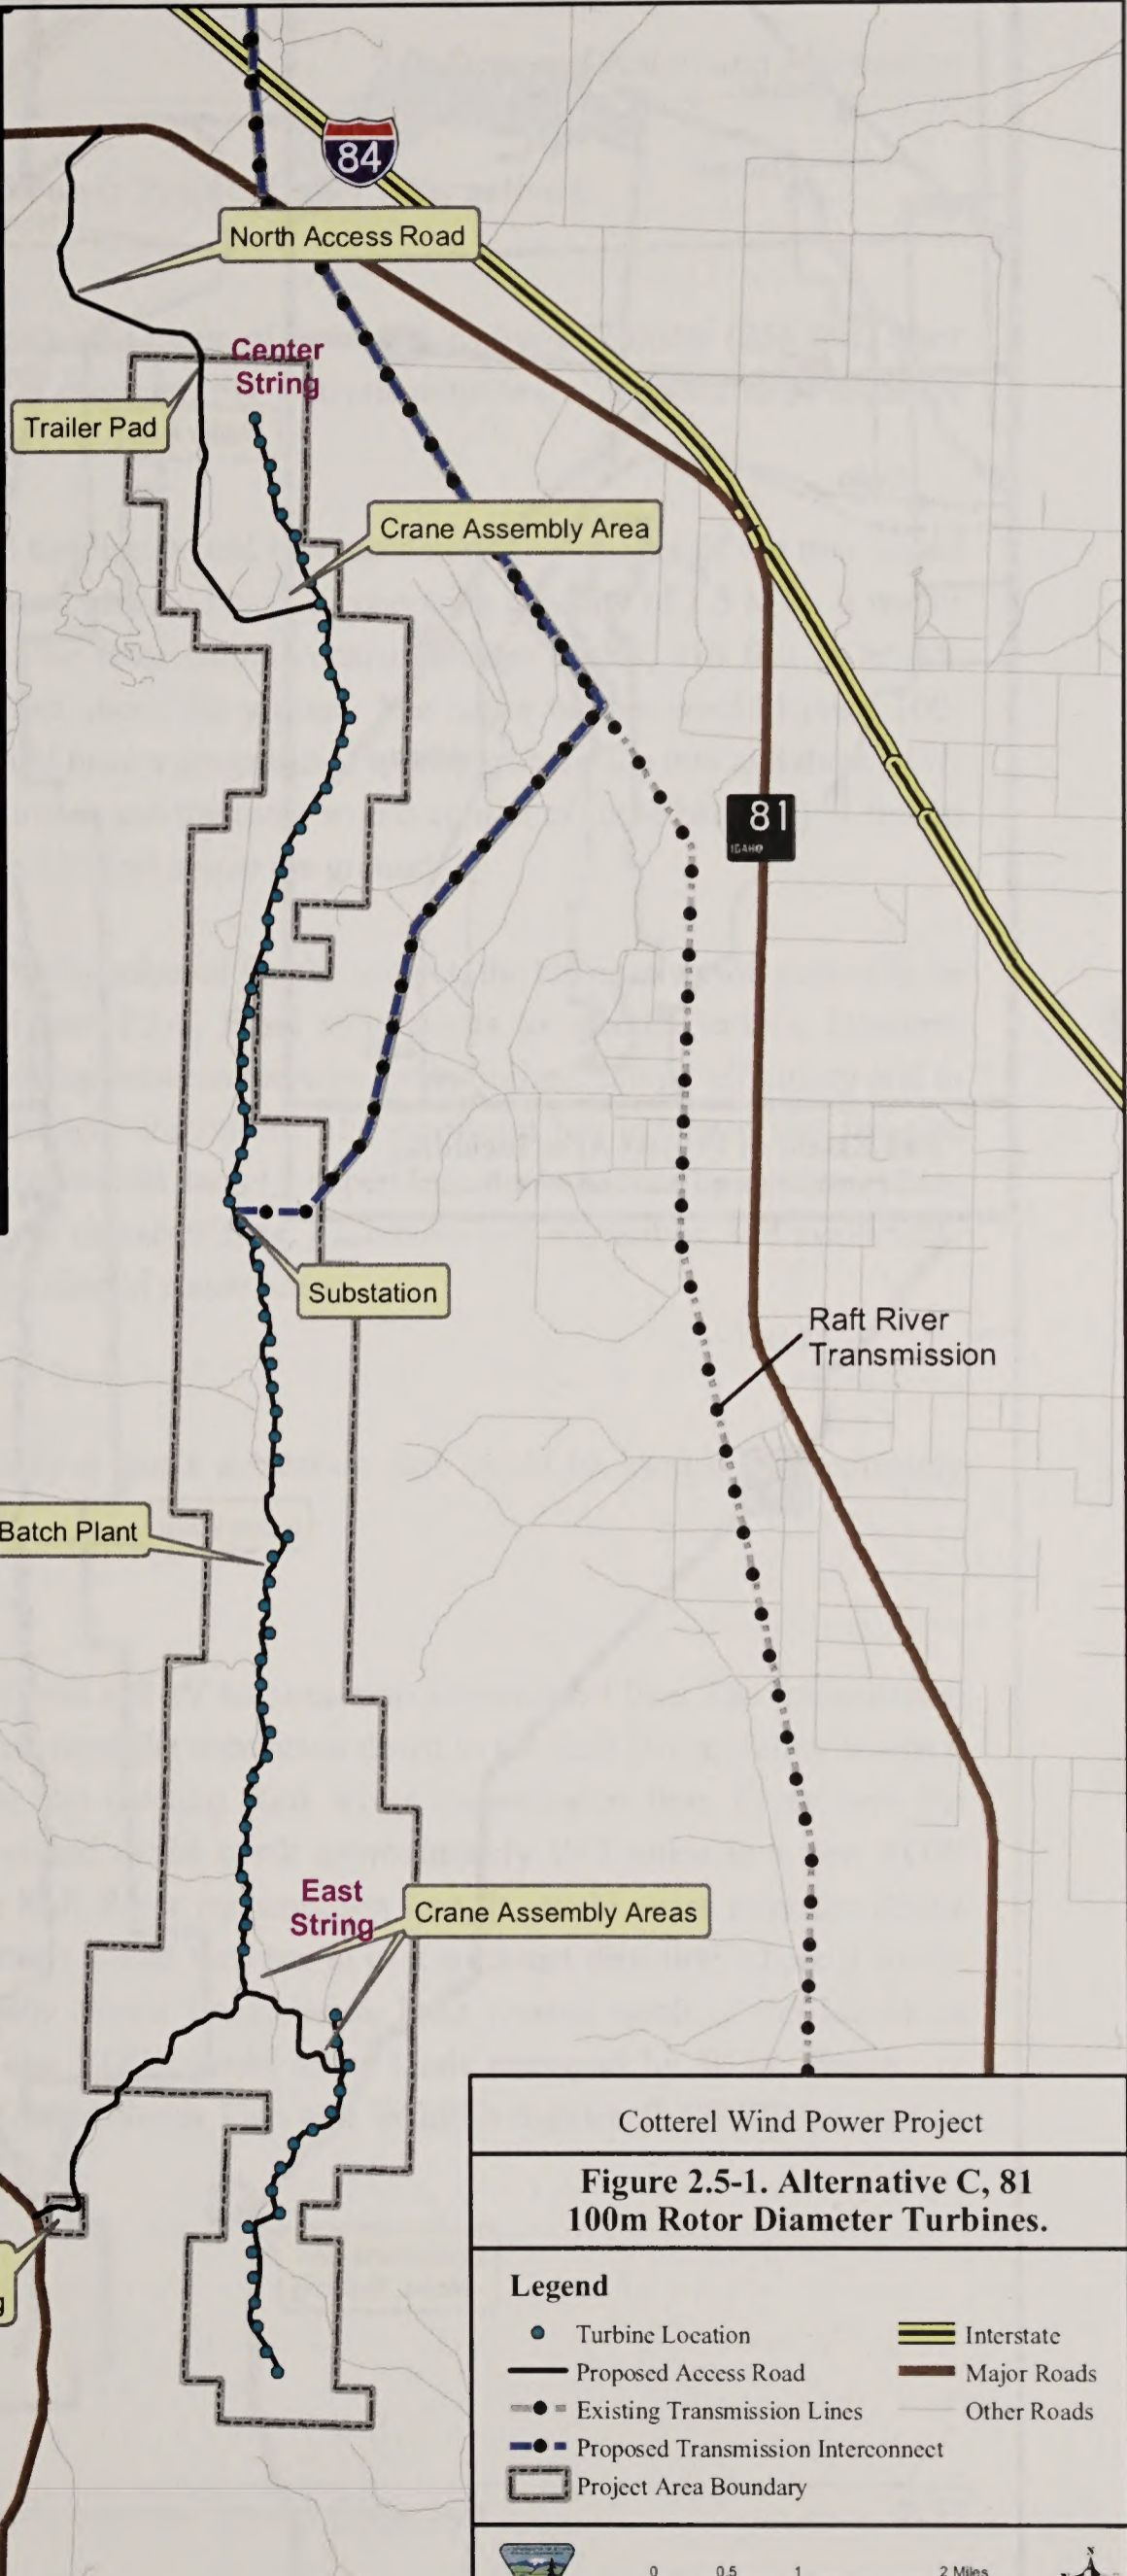 84
North Access Road
Center
String
Trailer Pad
Crane Assembly Area
81
IDAHO
Substation
Raft River
Transmission
Batch Plant
East
String
Crane Assembly Areas
g
Cotterel Wind Power Project
Figure 2.5-1. Alternative C, 81
100m Rotor Diameter Turbines.
Legend
Turbine Location
Interstate
Proposed Access Road
Major Roads
Existing Transmission Lines
Other Roads
Proposed Transmission Interconnect
Project Area Boundary
N
0 0.5 1 2 Miles